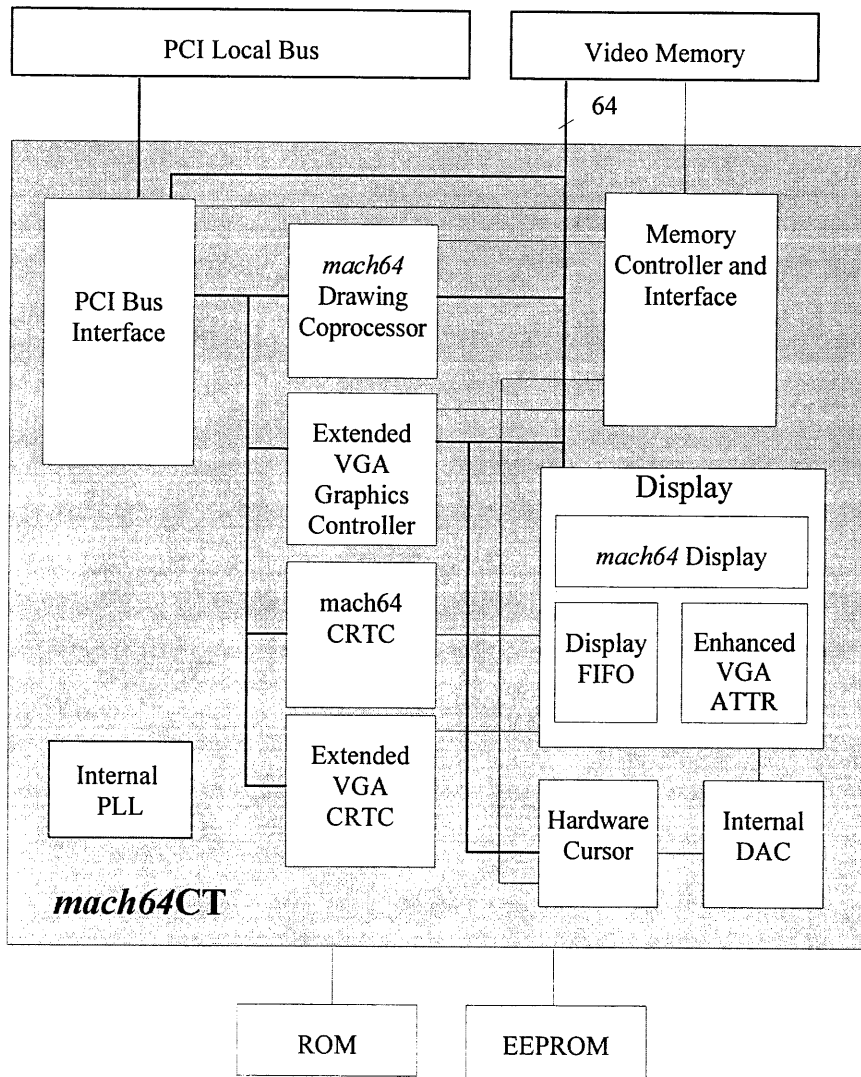 PCI Local Bus
Video Memory
64
PCI Bus
Interface
mach64
Drawing
Coprocessor
Memory
Controller and
Interface
Extended
VGA
Graphics
Controller
Display
mach64 Display
mach64
CRTC
Display
FIFO
Enhanced
VGA
ATTR
Internal
PLL
Extended
VGA
CRTC
Hardware
Cursor
Internal
DAC
mach64CT
ROM
EEPROM